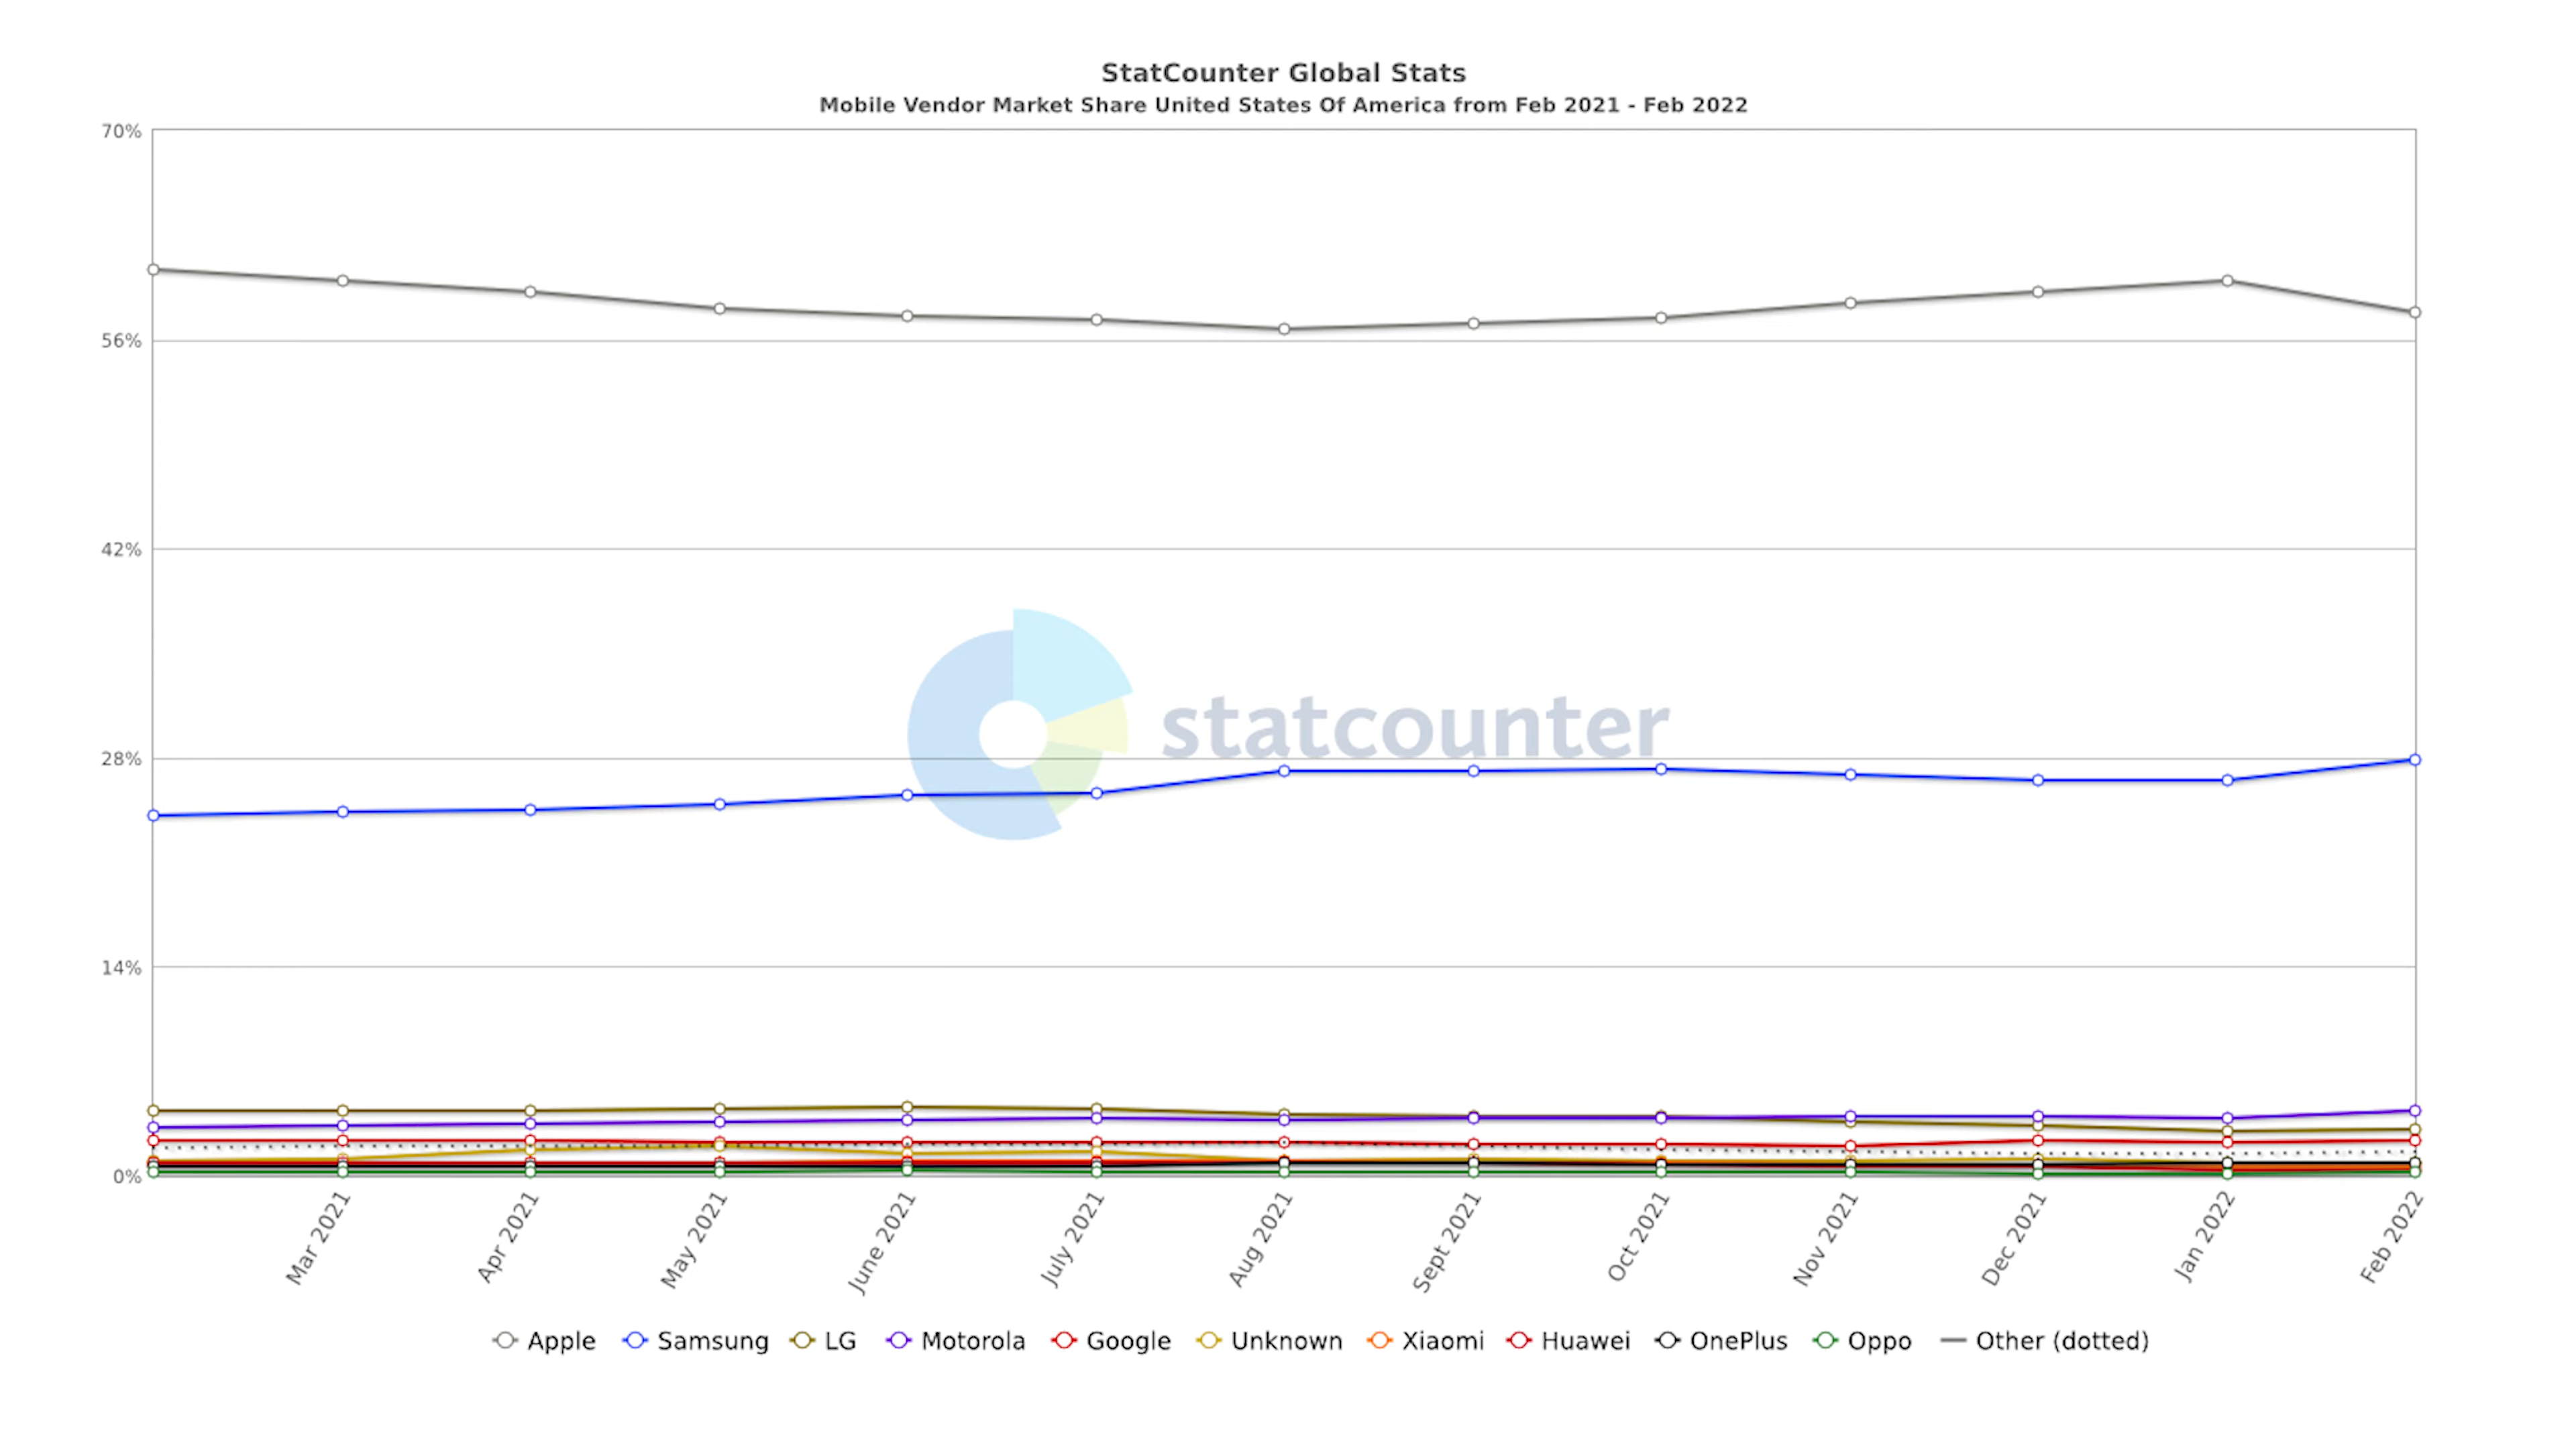 StatCounter Global Stats
Mobile Vendor Market Share United States Of America from Feb 2021 - Feb 2022
70%
56%
42%
28%
14%
0%
statcounter
Mar 2021
Apr 2021
May 2021
June 2021
July 2021
Aug 2021
Sept 2021
Oct 2021
Nov 2021
Dec 2021
Jan 2022
Feb 2022
Apple Samsung LG Motorola Google Unknown Xiaomi Huawei OnePlus Oppo Other (dotted)